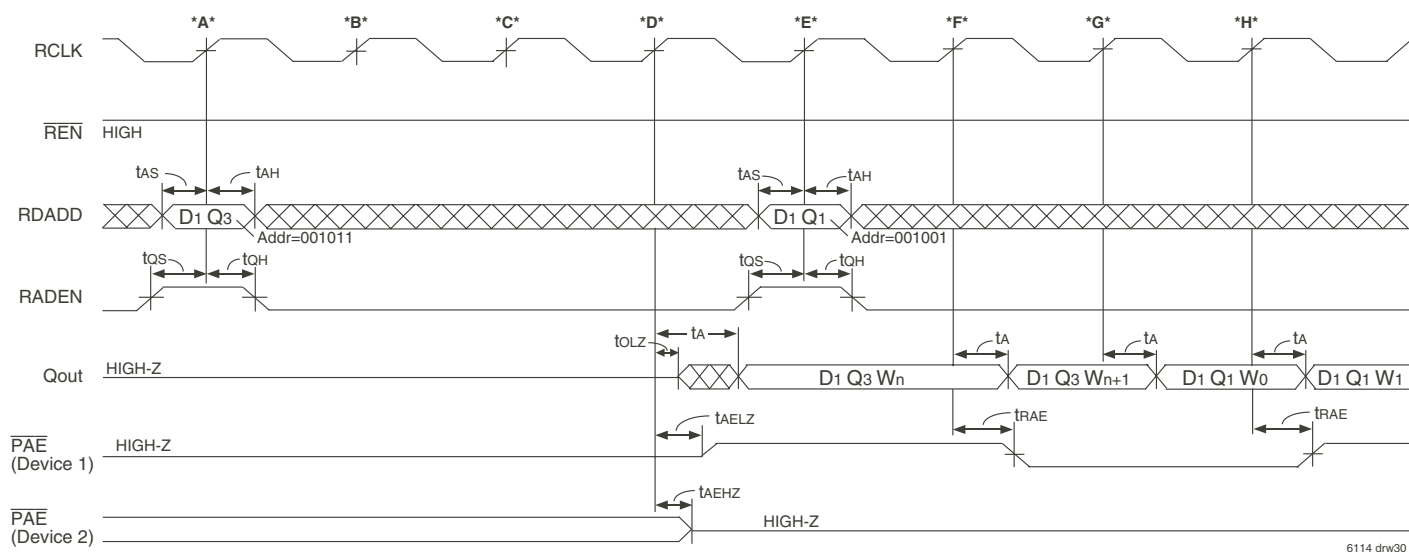 *A* *B* *C* *D* *E* *F* *G* *H*
RCLK
REN HIGH
tAS tAH tAS tAH
RDADD D1 Q3 D1 Q1
Addr=001011 Addr=001001
tQS tQH tQS tQH
RADEN
tA tOLZ tA tA tA
Qout HIGH-Z D1 Q3 Wn D1 Q3 Wn+1 D1 Q1 W0 D1 Q1 W1
tAELZ tRAE tRAE
PAE HIGH-Z
(Device 1)
tAEHZ
PAE HIGH-Z
(Device 2)
6114 drw30